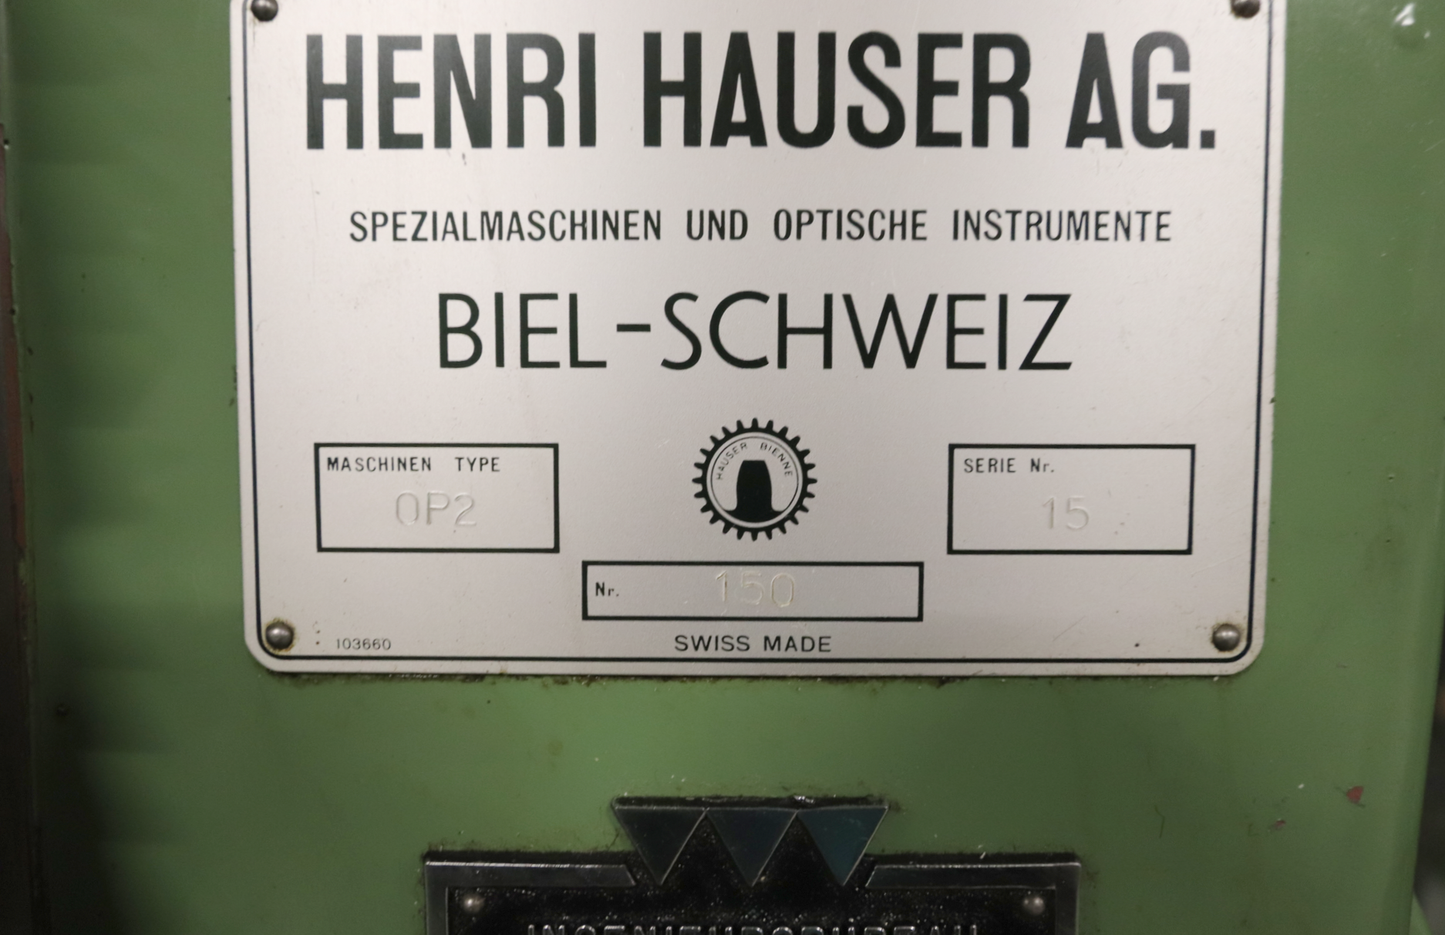 HENRI HAUSER AG.
SPEZIALMASCHINEN UND OPTISCHE INSTRUMENTE
BIEL-SCHWEIZ
MASCHINEN TYPE
OP2
HAUSER BIENNE
SERIE Nr.
15
Nr. 150
103660
SWISS MADE
INGENIEURSBUREAU